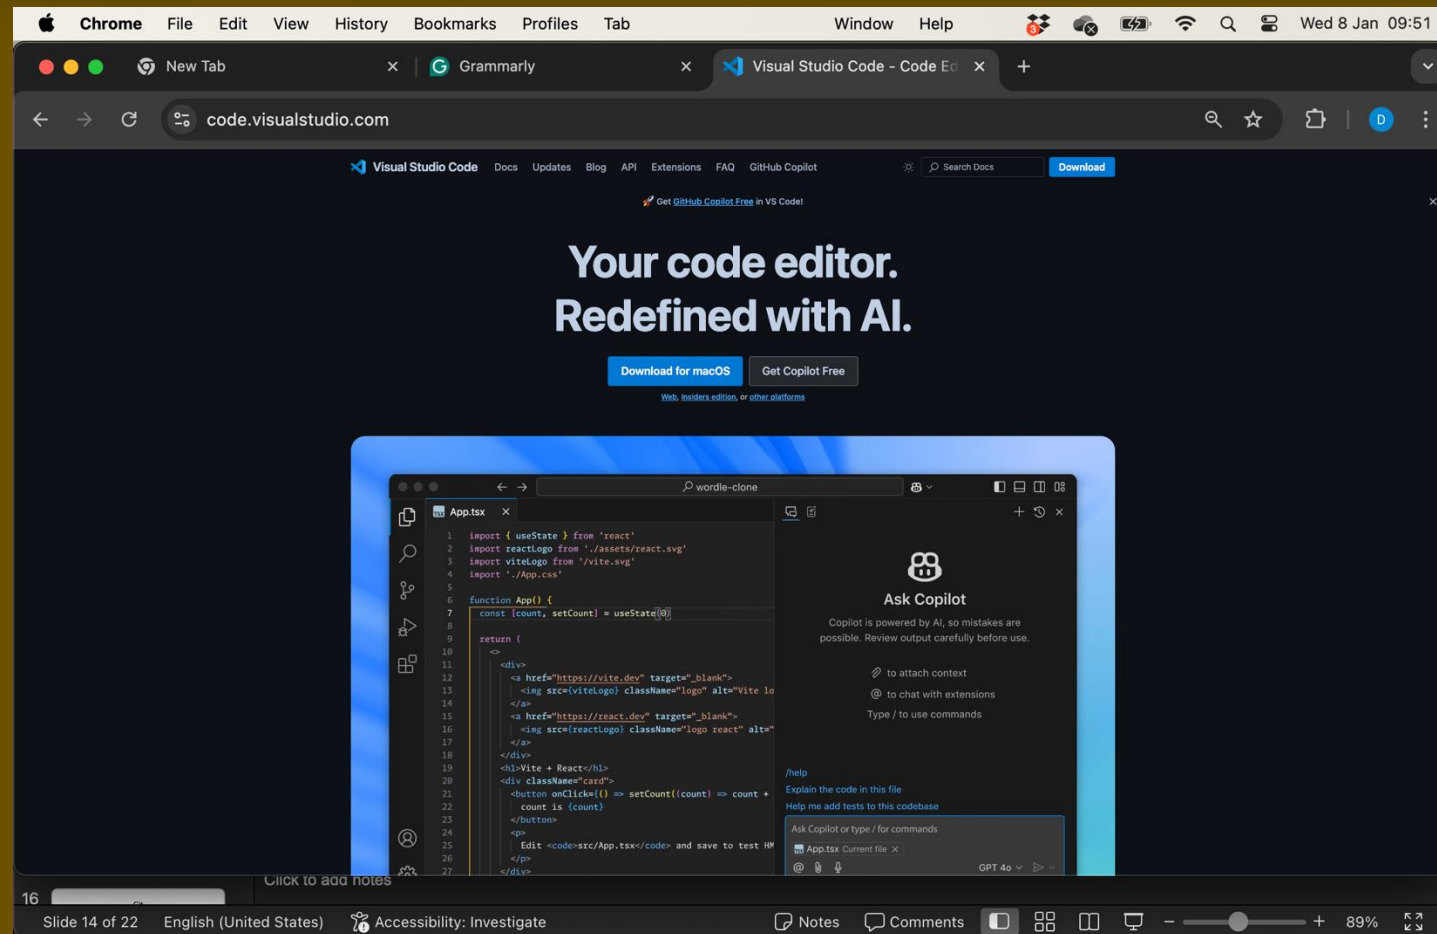 Chrome File Edit View History Bookmarks Profiles Tab Window Help 3 Wed 8 Jan 09:51
New Tab × G Grammarly × Visual Studio Code - Code Ed × +
code.visualstudio.com D
Visual Studio Code Docs Updates Blog API Extensions FAQ GitHub Copilot Search Docs Download
Get GitHub Copilot Free in VS Code!
Your code editor.
Redefined with AI.
Download for macOS Get Copilot Free
Web, Insiders edition, or other platforms
wordle-clone
TSX App.tsx ×
1 import { useState } from 'react'
2 import reactLogo from './assets/react.svg'
3 import viteLogo from '/vite.svg'
4 import './App.css'
5
6 function App() {
7 const [count, setCount] = useState(0)
8
9 return (
10 <>
11 <div>
12 <a href="https://vite.dev" target="_blank">
13 <img src={viteLogo} className="logo" alt="Vite lo
14 </a>
15 <a href="https://react.dev" target="_blank">
16 <img src={reactLogo} className="logo react" alt="
17 </a>
18 </div>
19 <h1>Vite + React</h1>
20 <div className="card">
21 <button onClick={() => setCount((count) => count +
22 count is {count}
23 </button>
24 <p>
25 Edit <code>src/App.tsx</code> and save to test HM
26 </p>
27 </div>
Ask Copilot
Copilot is powered by AI, so mistakes are
possible. Review output carefully before use.
to attach context
@ to chat with extensions
Type / to use commands
/help
Explain the code in this file
Help me add tests to this codebase
Ask Copilot or type / for commands
TSX App.tsx Current file ×
@ GPT 4o
Click to add notes
16
Slide 14 of 22 English (United States) Accessibility: Investigate Notes Comments − + 89%